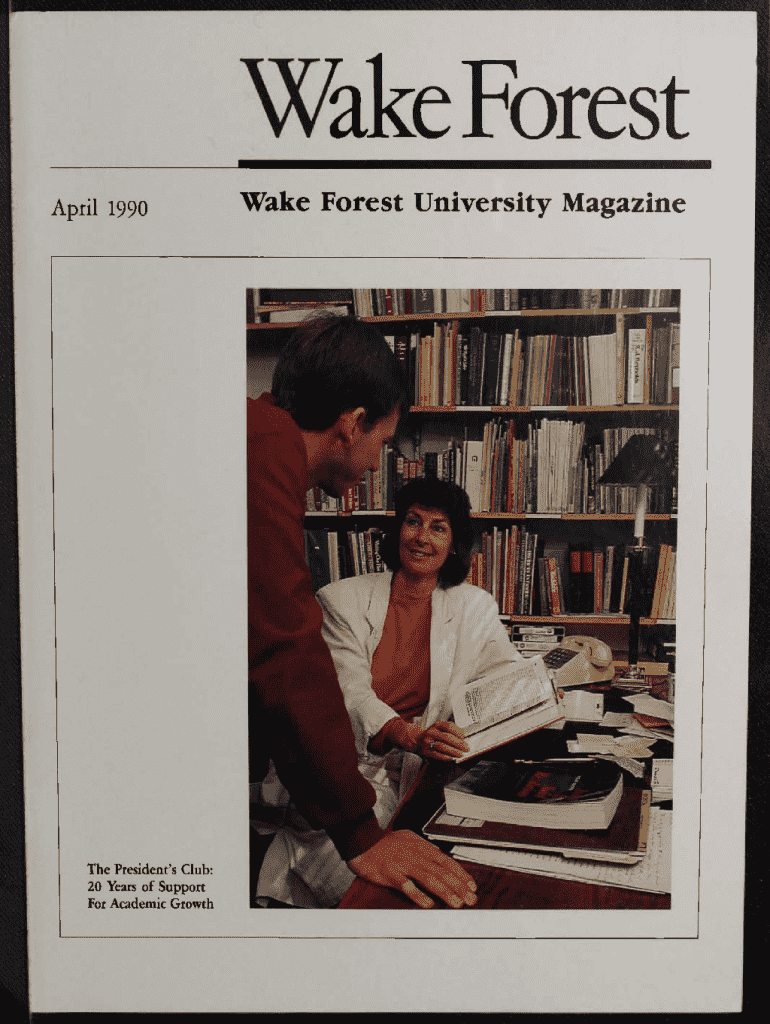 Wake Forest
April 1990
Wake Forest University Magazine
The President's Club:
20 Years of Support
For Academic Growth